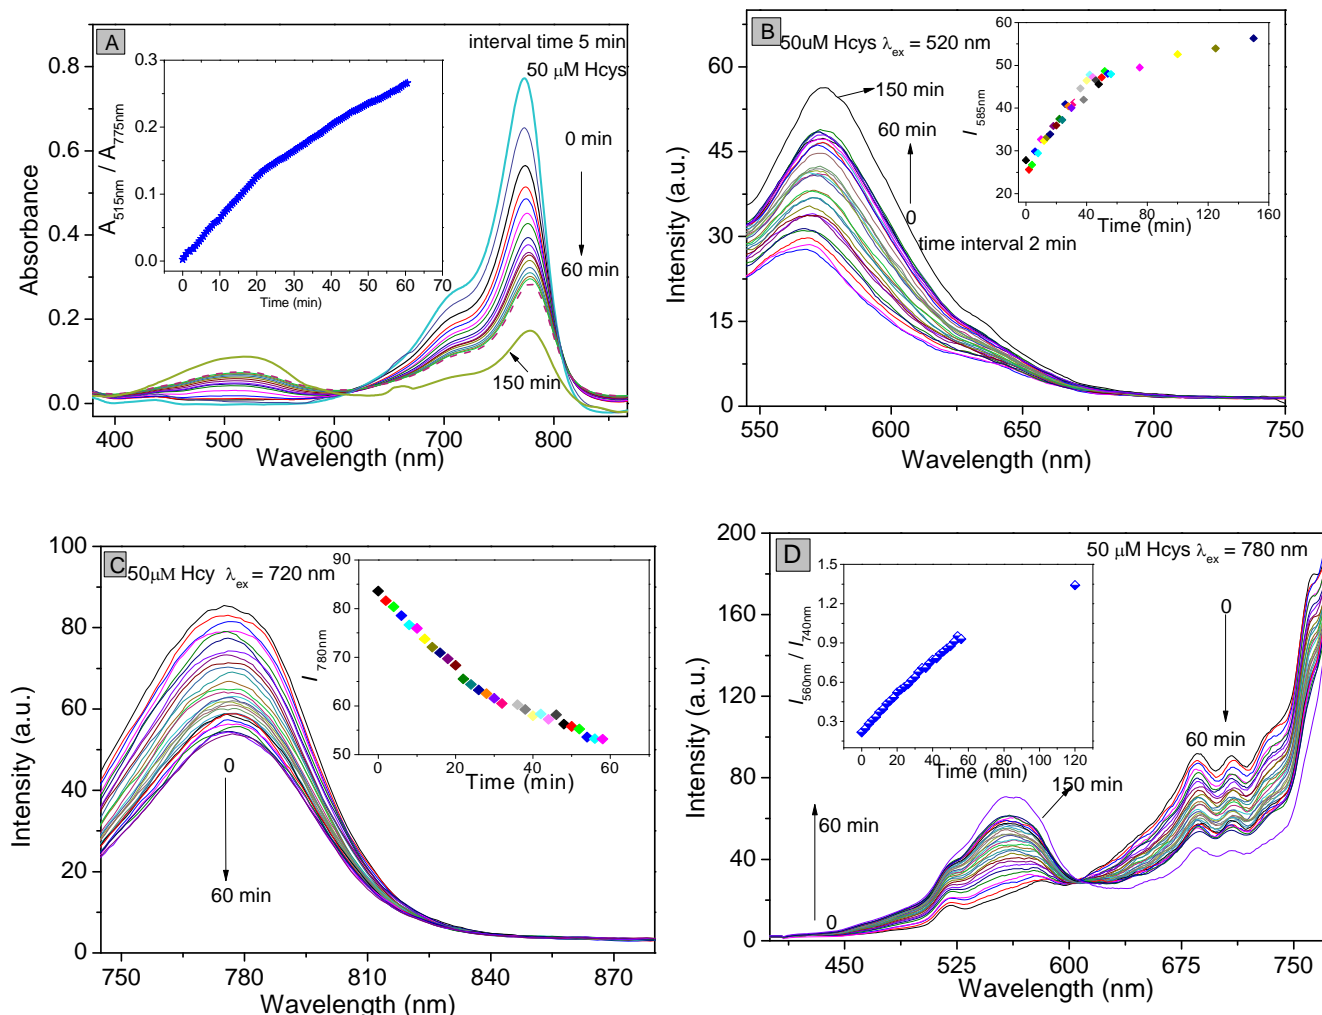 A
interval time 5 min
50 µM Hcys
0 min
60 min
150 min
A515nm / A775nm
0.3
0.2
0.1
0.0
0 10 20 30 40 50 60 70
Time (min)
Absorbance
0.8
0.6
0.4
0.2
0.0
400 500 600 700 800
Wavelength (nm)
B
50uM Hcys λex = 520 nm
150 min
60 min
0
time interval 2 min
I585nm
60
50
40
30
20
0 40 80 120 160
Time (min)
Intensity (a.u.)
60
45
30
15
0
550 600 650 700 750
Wavelength (nm)
C
50µM Hcy λex = 720 nm
0
60 min
I780nm
90
80
70
60
50
0 20 40 60
Time (min)
Intensity (a.u.)
100
80
60
40
20
0
750 780 810 840 870
Wavelength (nm)
D
50 µM Hcys λex = 780 nm
0
60 min
150 min
60 min
0
I560nm / I740nm
1.5
1.2
0.9
0.6
0.3
0 20 40 60 80 100 120
Time (min)
Intensity (a.u.)
200
160
120
80
40
0
450 525 600 675 750
Wavelength (nm)